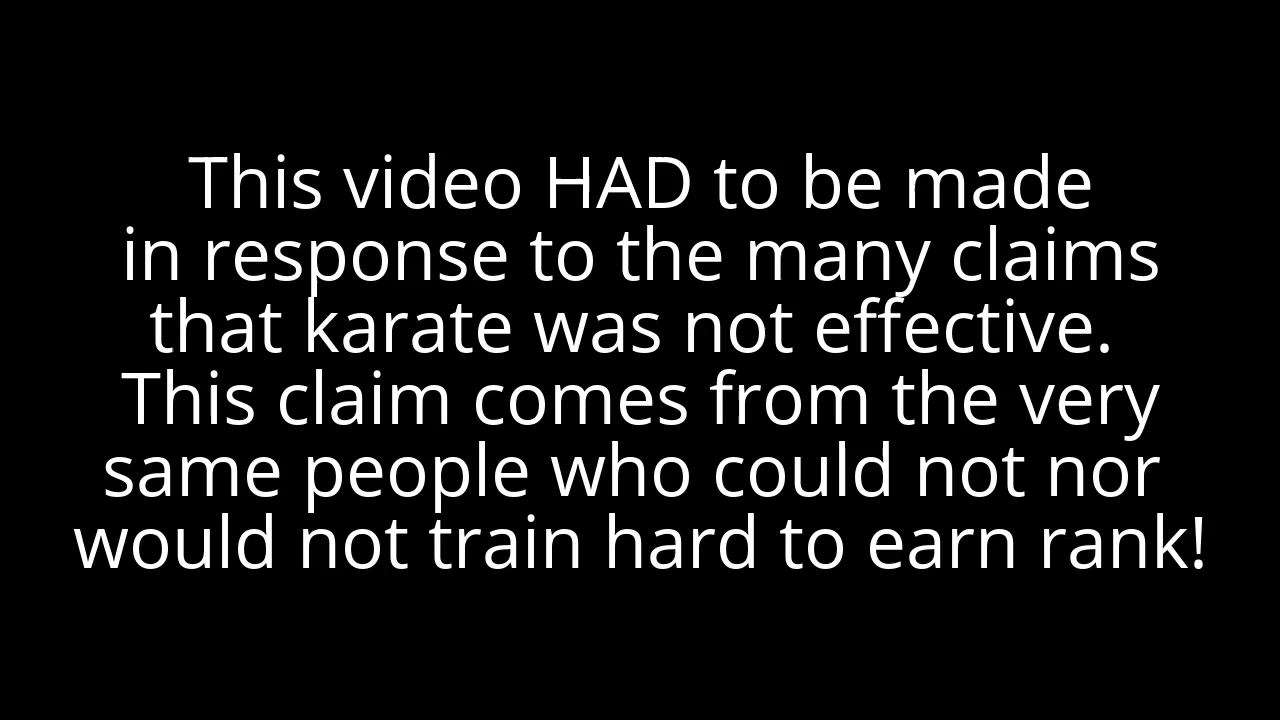 This video HAD to be made
in response to the many claims
that karate was not effective.
This claim comes from the very
same people who could not nor
would not train hard to earn rank!